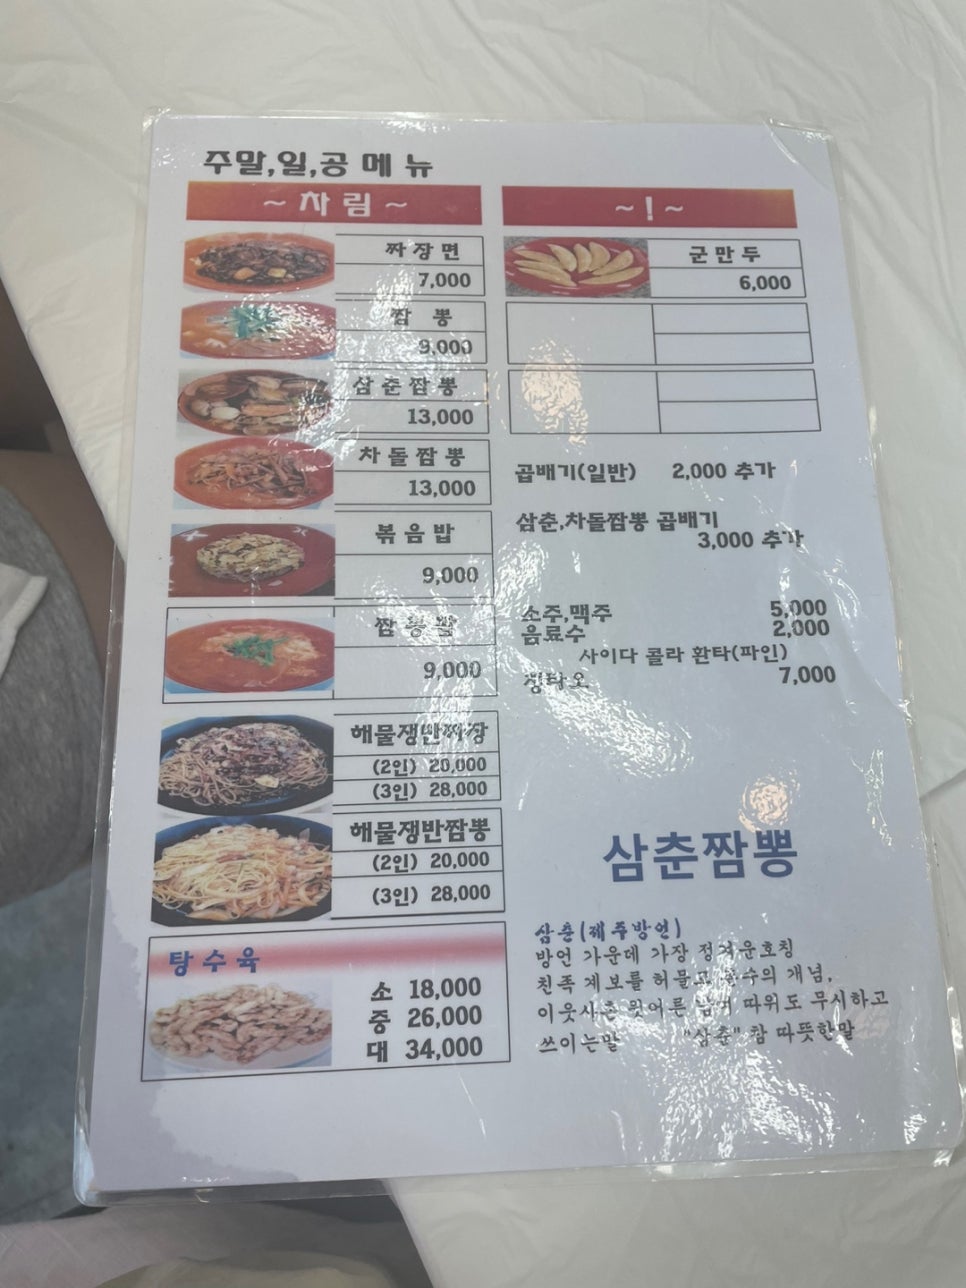 주말,일,공 메 뉴
~ 차 림 ~
짜 장 면
7,000
짬 뽕
9,000
삼 춘 짬 뽕
13,000
차 돌 짬 뽕
13,000
볶 음 밥
9,000
짬 뽕 밥
9,000
해물쟁반짜장
(2인) 20,000
(3인) 28,000
해물쟁반짬뽕
(2인) 20,000
(3인) 28,000
탕 수 육
소 18,000
중 26,000
대 34,000
~ ! ~
군 만 두
6,000
곱배기(일반) 2,000 추가
삼춘,차돌짬뽕 곱배기
3,000 추가
소주,맥주 5,000
음료수 2,000
사이다 콜라 환타(파인)
칭타오 7,000
삼춘짬뽕
삼춘(제주방언)
방언 가운데 가장 정겨운호칭
친족 계보를 허물고 의 개념,
이웃사촌 윗어른 남녀 따위도 무시하고
쓰이는말 "삼춘" 참 따뜻한말